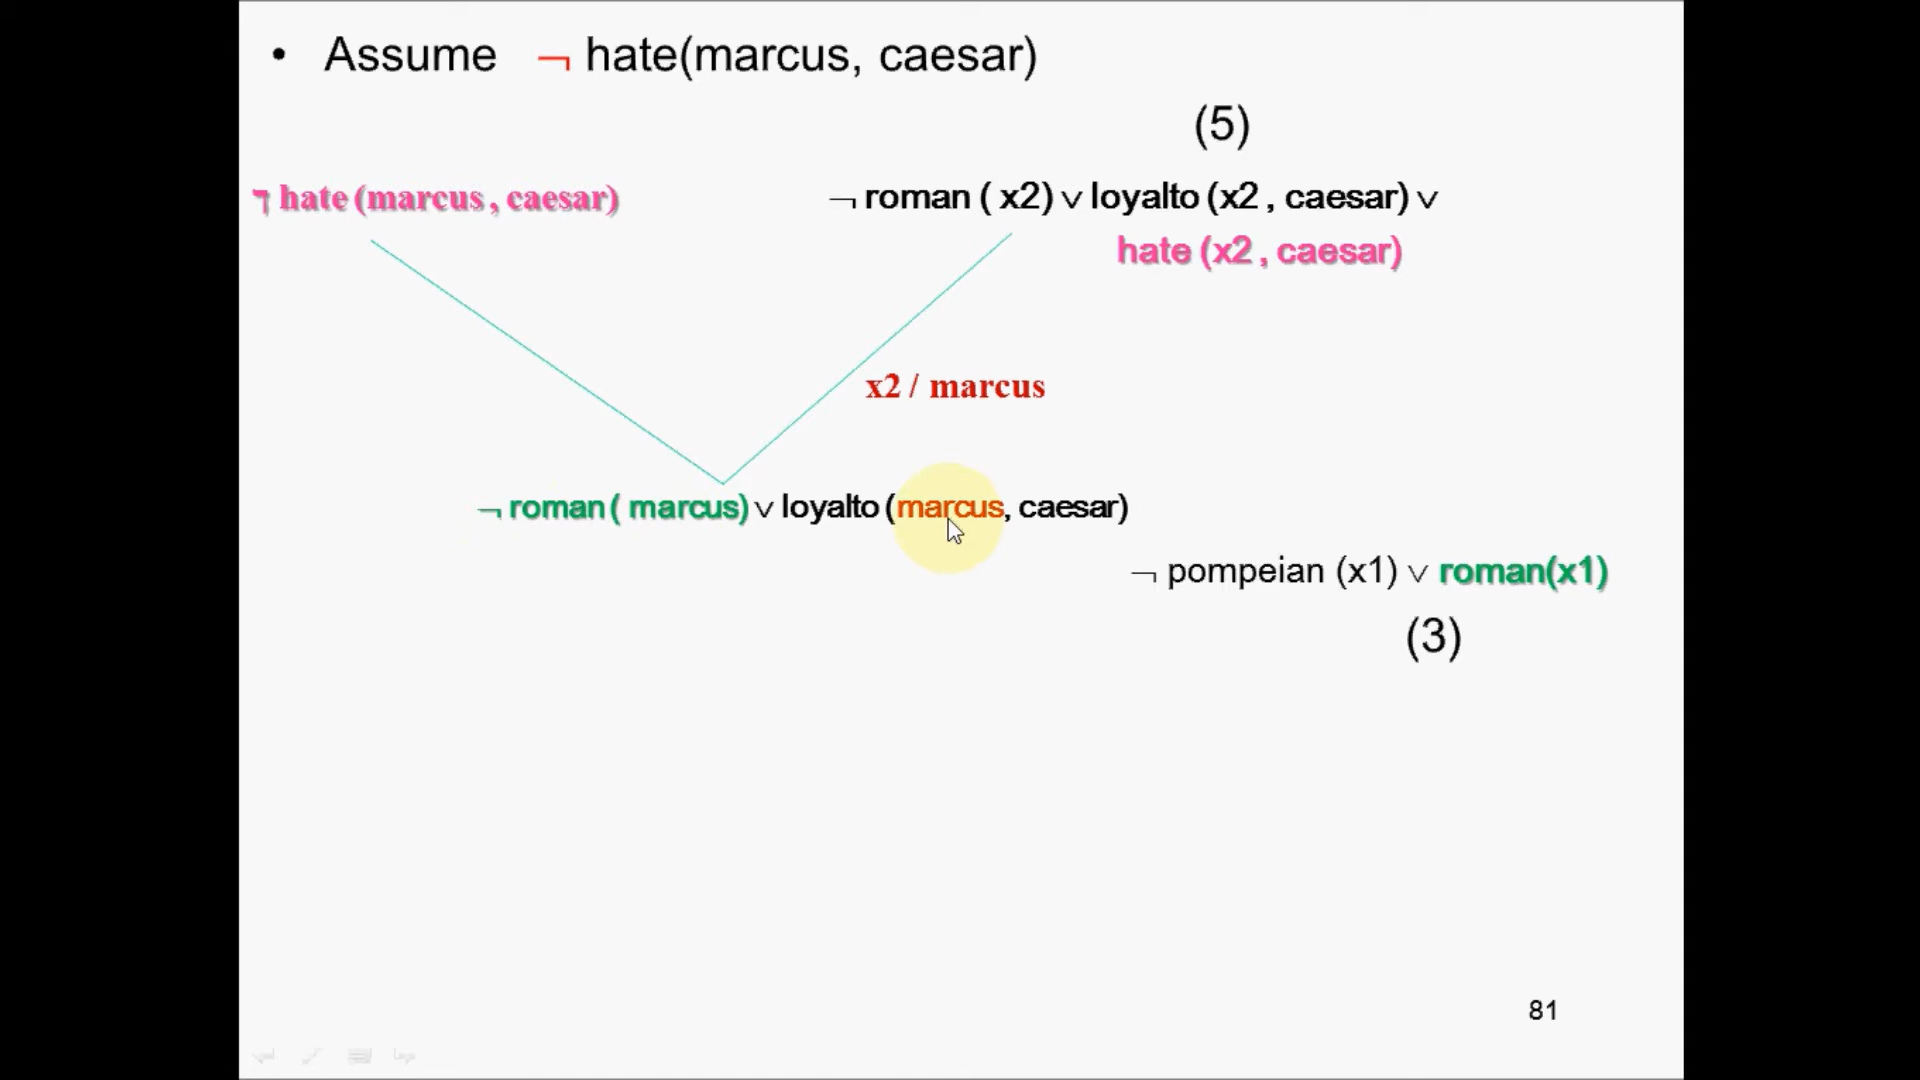 • Assume ¬ hate(marcus, caesar)
(5)
¬ hate (marcus , caesar)
¬ roman ( x2) ∨ loyalto (x2 , caesar) ∨
hate (x2 , caesar)
x2 / marcus
¬ roman ( marcus) ∨ loyalto (marcus, caesar)
¬ pompeian (x1) ∨ roman(x1)
(3)
81